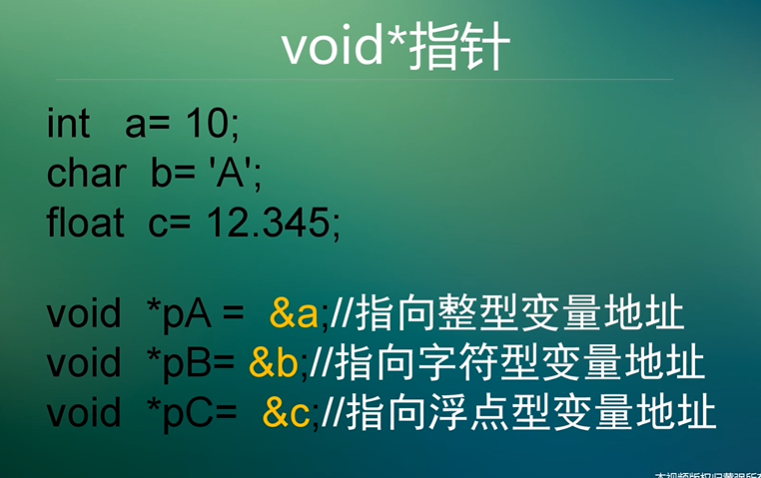 void*指针
int a= 10;
char b= 'A';
float c= 12.345;
void *pA = &a;//指向整型变量地址
void *pB= &b;//指向字符型变量地址
void *pC= &c;//指向浮点型变量地址